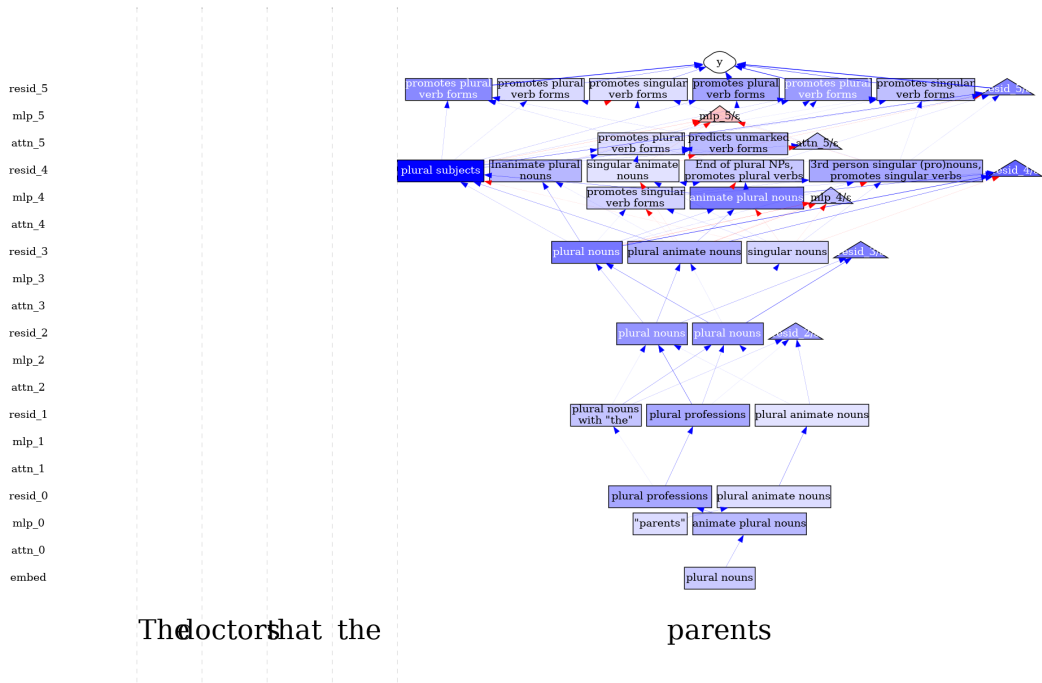 y
resid_5
promotes plural
verb forms
promotes plural
verb forms
promotes singular
verb forms
promotes plural
verb forms
promotes plural
verb forms
promotes singular
verb forms
mlp_5
mlp_5/ε
attn_5
promotes plural
verb forms
predicts unmarked
verb forms
attn_5/ε
resid_4
plural subjects
Inanimate plural
nouns
singular animate
nouns
End of plural NPs,
promotes plural verbs
3rd person singular (pro)nouns,
promotes singular verbs
mlp_4
promotes singular
verb forms
animate plural nouns
mlp_4/ε
attn_4
resid_3
plural nouns
plural animate nouns
singular nouns
mlp_3
attn_3
resid_2
plural nouns
plural nouns
mlp_2
attn_2
resid_1
plural nouns
with "the"
plural professions
plural animate nouns
mlp_1
attn_1
resid_0
plural professions
plural animate nouns
mlp_0
"parents"
animate plural nouns
attn_0
embed
plural nouns
The doctors that the parents